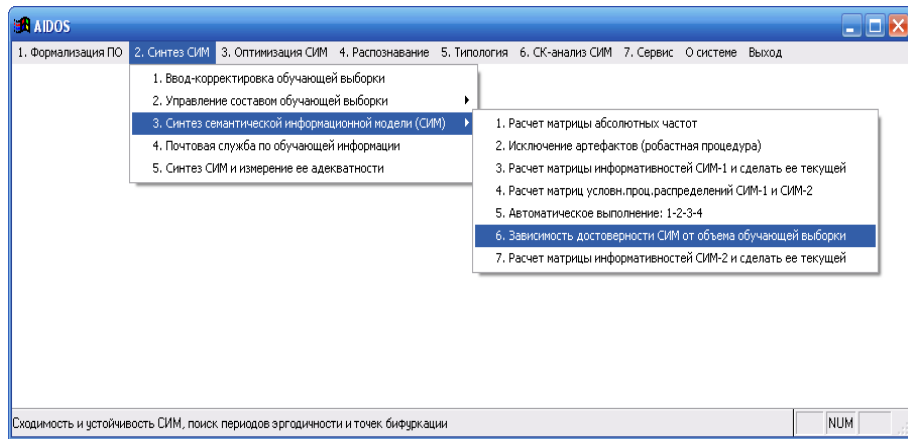 AIDOS
1. Формализация ПО 2. Синтез СИМ 3. Оптимизация СИМ 4. Распознавание 5. Типология 6. СК-анализ СИМ 7. Сервис О системе Выход
1. Ввод-корректировка обучающей выборки
2. Управление составом обучающей выборки
3. Синтез семантической информационной модели (СИМ)
4. Почтовая служба по обучающей информации
5. Синтез СИМ и измерение ее адекватности
1. Расчет матрицы абсолютных частот
2. Исключение артефактов (робастная процедура)
3. Расчет матрицы информативностей СИМ-1 и сделать ее текущей
4. Расчет матриц условн.проц.распределений СИМ-1 и СИМ-2
5. Автоматическое выполнение: 1-2-3-4
6. Зависимость достоверности СИМ от объема обучающей выборки
7. Расчет матрицы информативностей СИМ-2 и сделать ее текущей
Сходимость и устойчивость СИМ, поиск периодов эргодичности и точек бифуркации
NUM